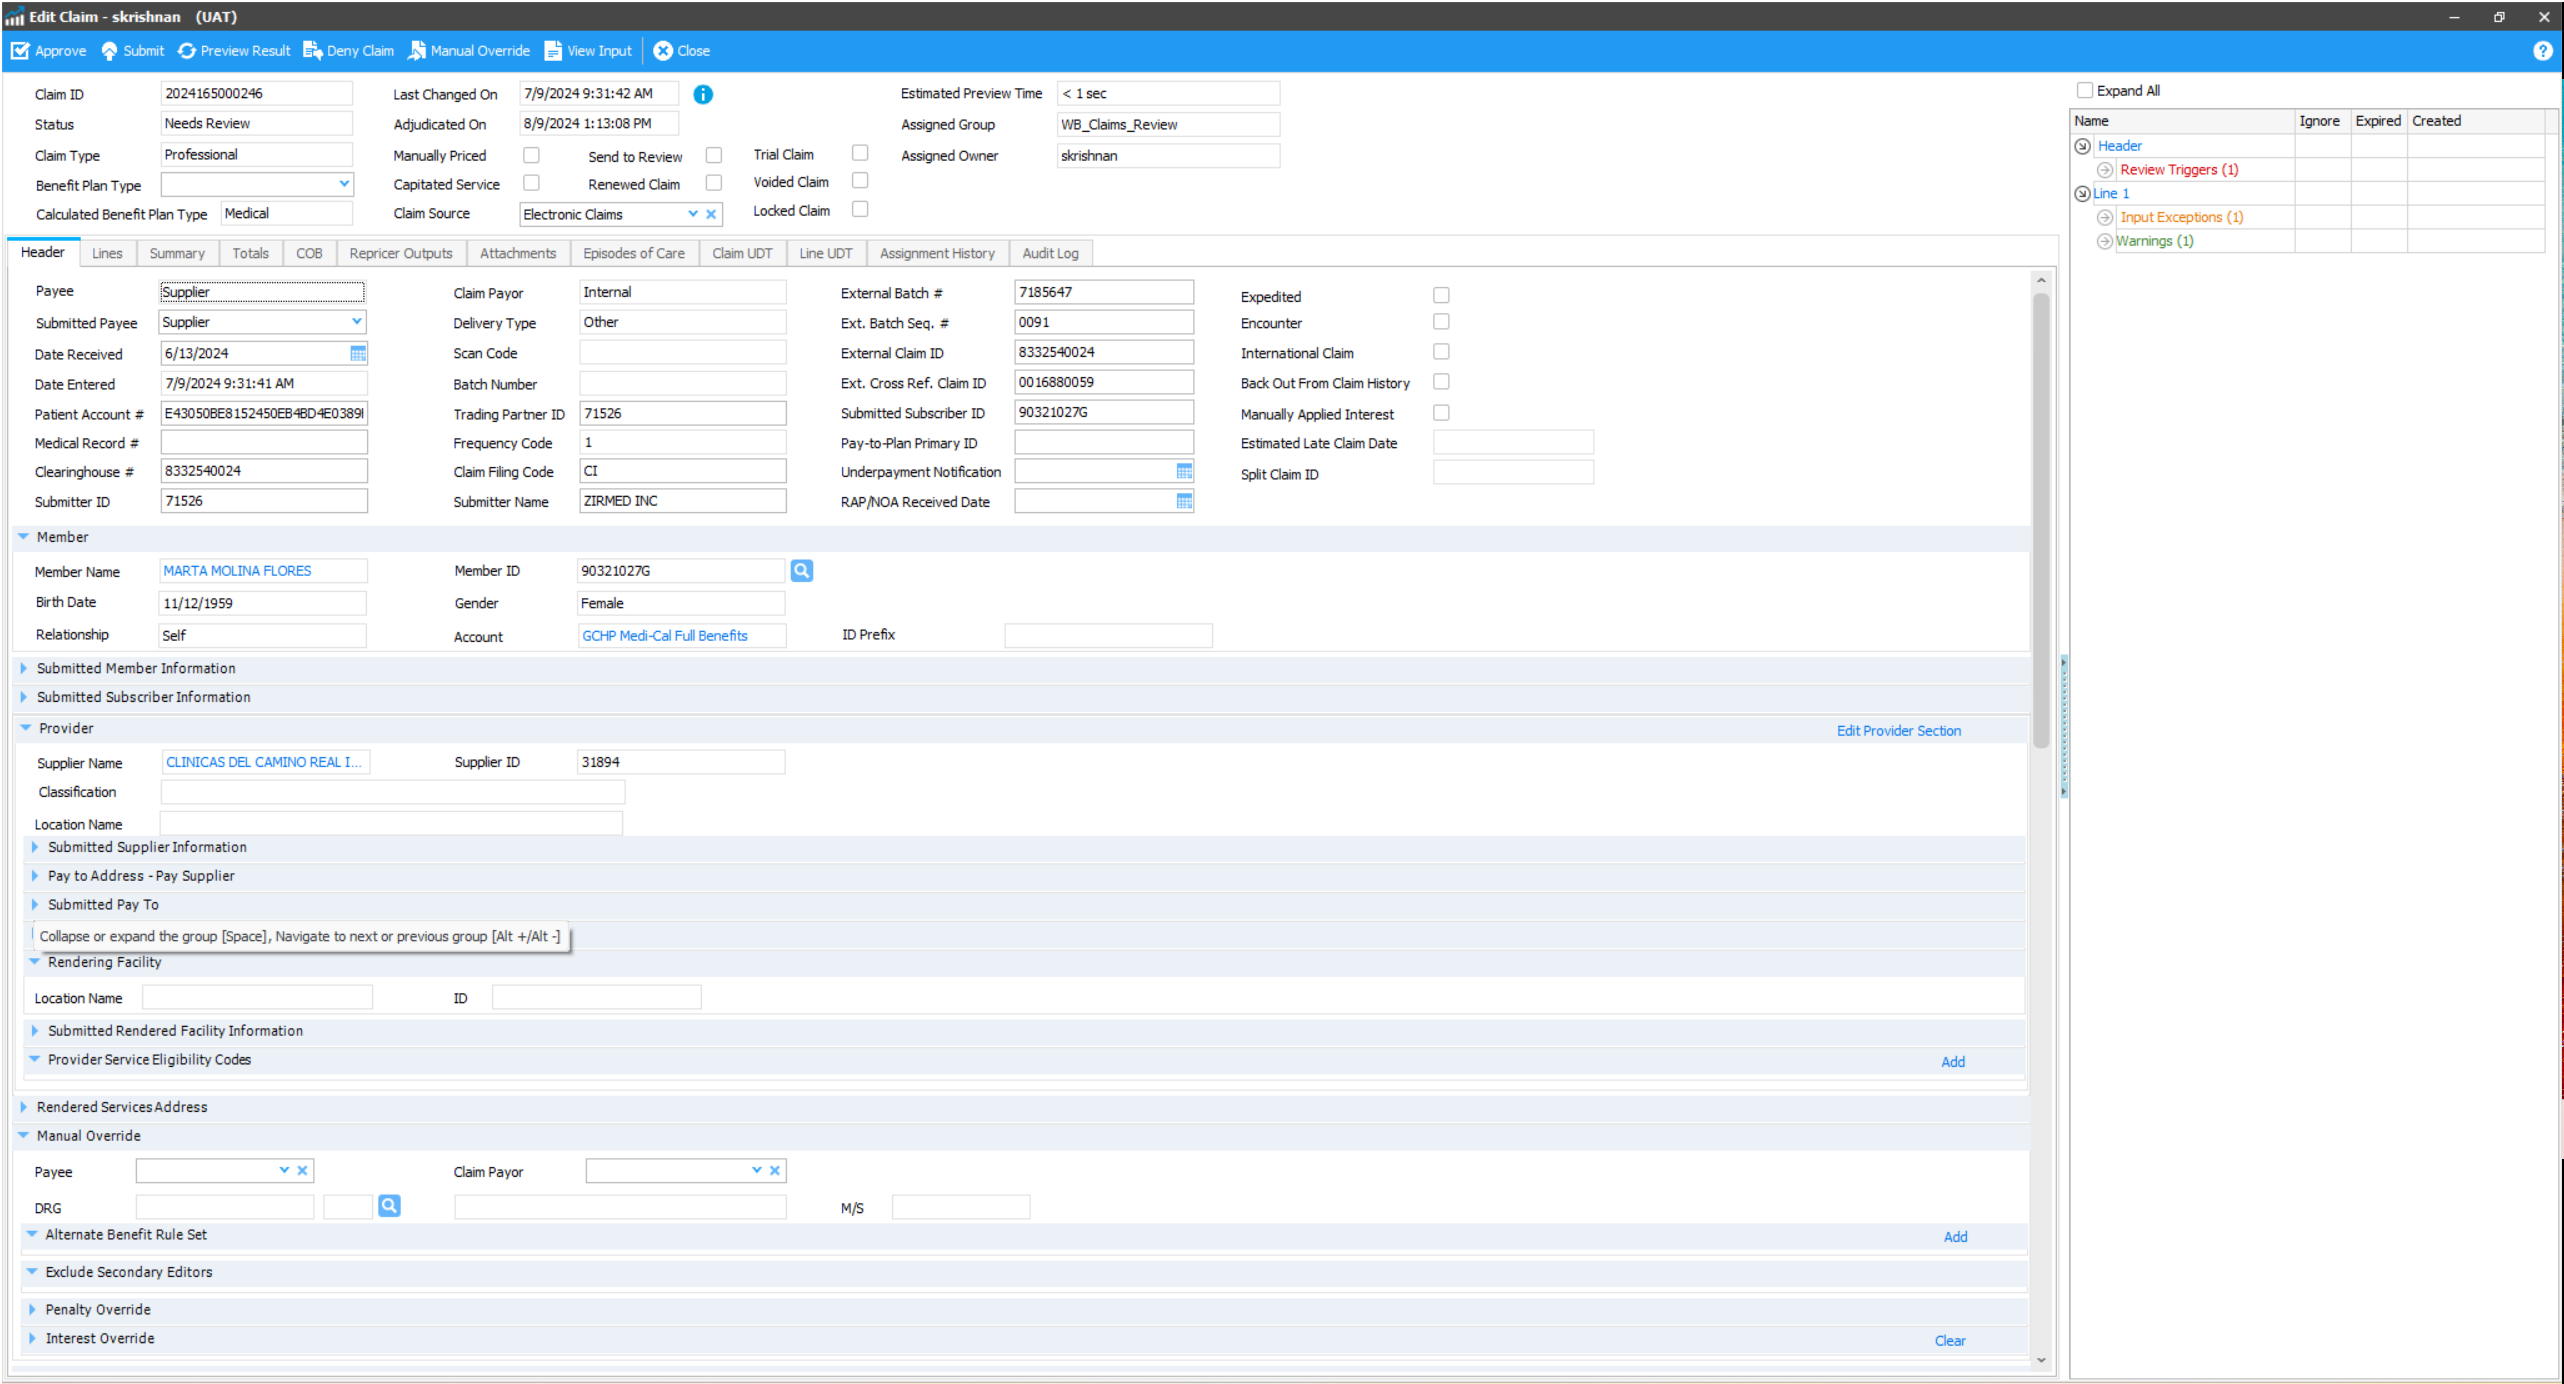 Edit Claim - skrishnan (UAT)
Approve Submit Preview Result Deny Claim Manual Override View Input Close
Claim ID 2024165000246 Last Changed On 7/9/2024 9:31:42 AM Estimated Preview Time < 1 sec
Status Needs Review Adjudicated On 8/9/2024 1:13:08 PM Assigned Group WB_Claims_Review
Claim Type Professional Manually Priced Send to Review Trial Claim Assigned Owner skrishnan
Benefit Plan Type Capitated Service Renewed Claim Voided Claim
Calculated Benefit Plan Type Medical Claim Source Electronic Claims Locked Claim
Header Lines Summary Totals COB Repricer Outputs Attachments Episodes of Care Claim UDT Line UDT Assignment History Audit Log
Payee Supplier Claim Payor Internal External Batch # 7185647 Expedited
Submitted Payee Supplier Delivery Type Other Ext. Batch Seq. # 0091 Encounter
Date Received 6/13/2024 Scan Code External Claim ID 8332540024 International Claim
Date Entered 7/9/2024 9:31:41 AM Batch Number Ext. Cross Ref. Claim ID 0016880059 Back Out From Claim History
Patient Account # E43050BE8152450EB4BD4E0389 Trading Partner ID 71526 Submitted Subscriber ID 90321027G Manually Applied Interest
Medical Record # Frequency Code 1 Pay-to-Plan Primary ID Estimated Late Claim Date
Clearinghouse # 8332540024 Claim Filing Code CI Underpayment Notification Split Claim ID
Submitter ID 71526 Submitter Name ZIRMED INC RAP/NOA Received Date
Member
Member Name MARTA MOLINA FLORES Member ID 90321027G
Birth Date 11/12/1959 Gender Female
Relationship Self Account GCHP Medi-Cal Full Benefits ID Prefix
Submitted Member Information
Submitted Subscriber Information
Provider Edit Provider Section
Supplier Name CLINICAS DEL CAMINO REAL I... Supplier ID 31894
Classification
Location Name
Submitted Supplier Information
Pay to Address - Pay Supplier
Submitted Pay To
Collapse or expand the group [Space], Navigate to next or previous group [Alt +/Alt -]
Rendering Facility
Location Name ID
Submitted Rendered Facility Information
Provider Service Eligibility Codes Add
Rendered Services Address
Manual Override
Payee Claim Payor
DRG M/S
Alternate Benefit Rule Set Add
Exclude Secondary Editors
Penalty Override
Interest Override Clear
Expand All
Name Ignore Expired Created
Header
Review Triggers (1)
Line 1
Input Exceptions (1)
Warnings (1)